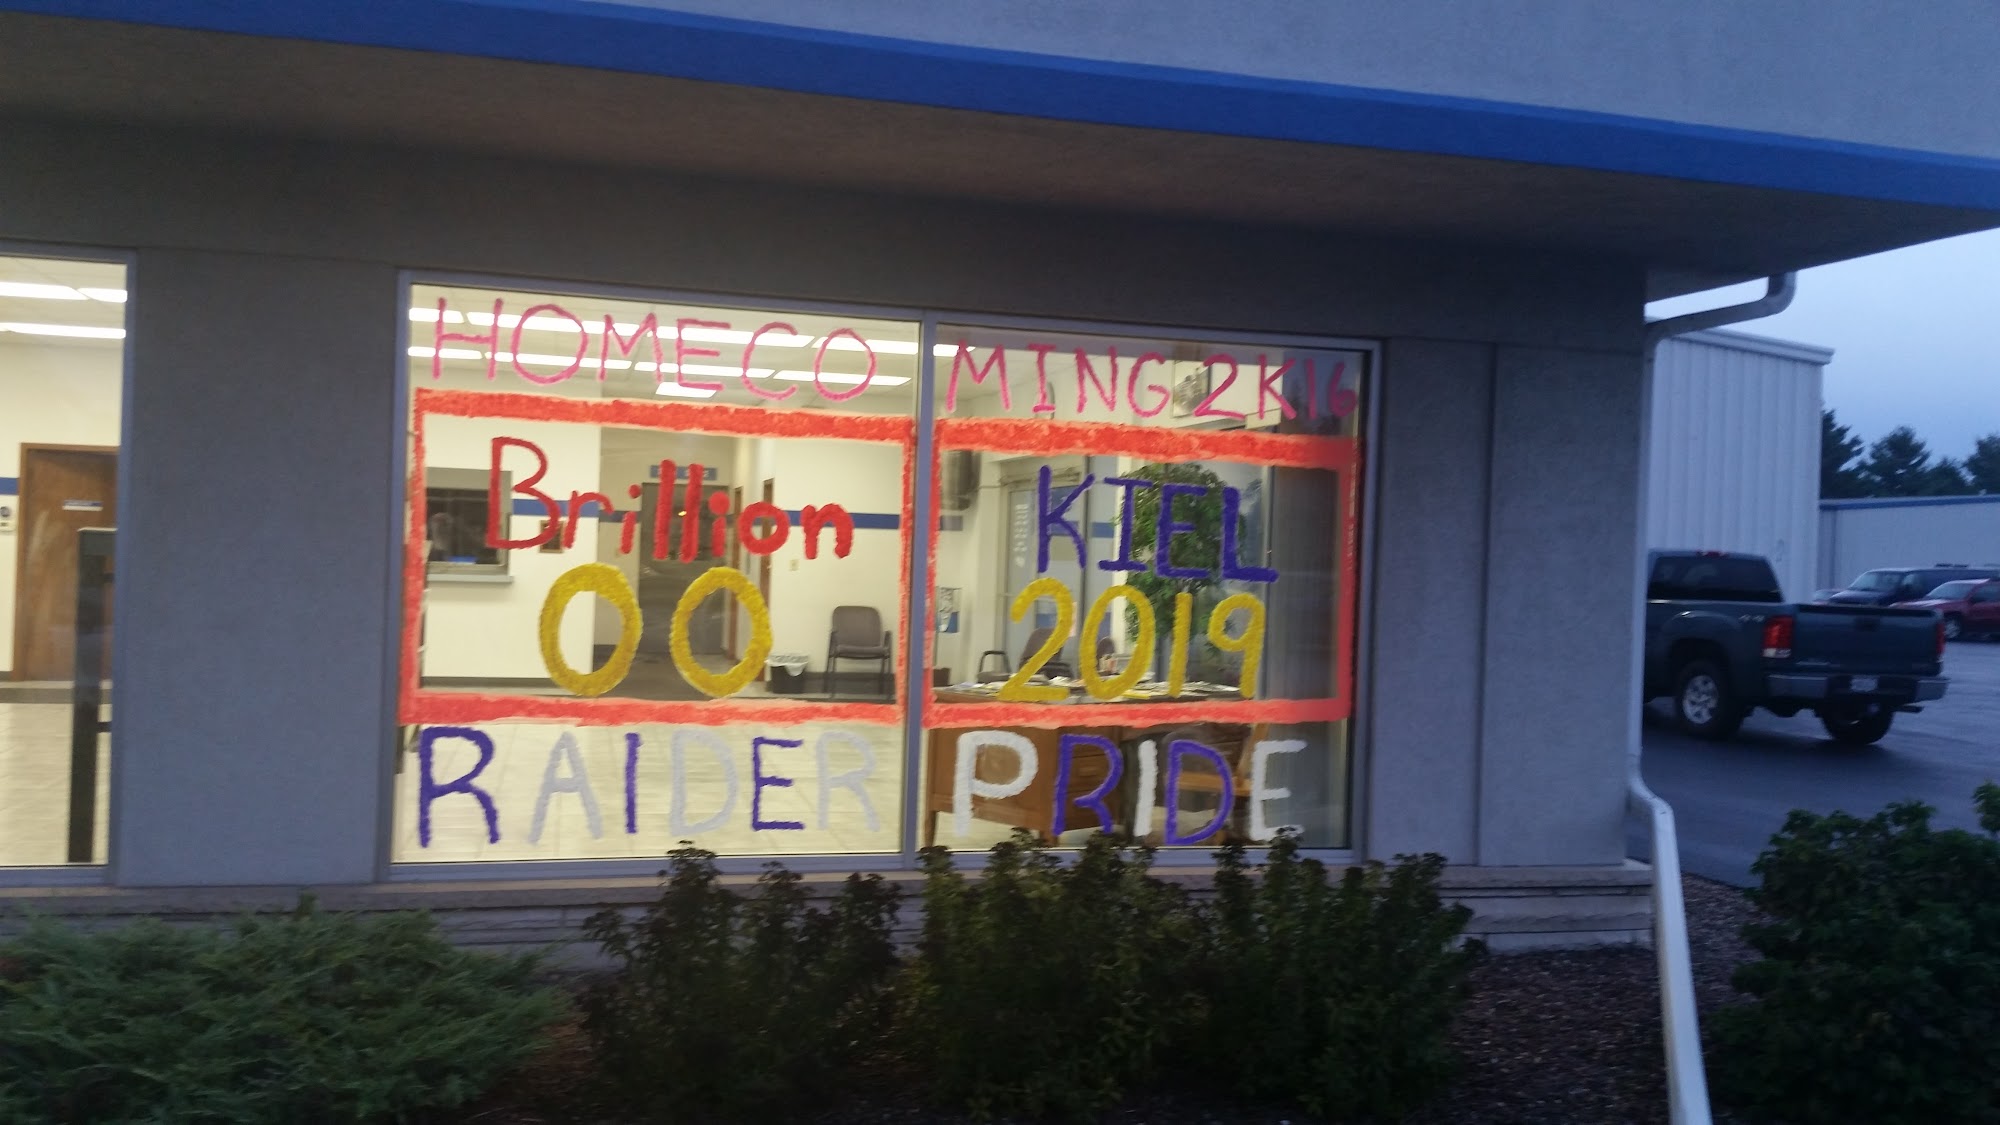 HOMECOMING 2K16
Brillion KIEL
00 2019
RAIDER PRIDE